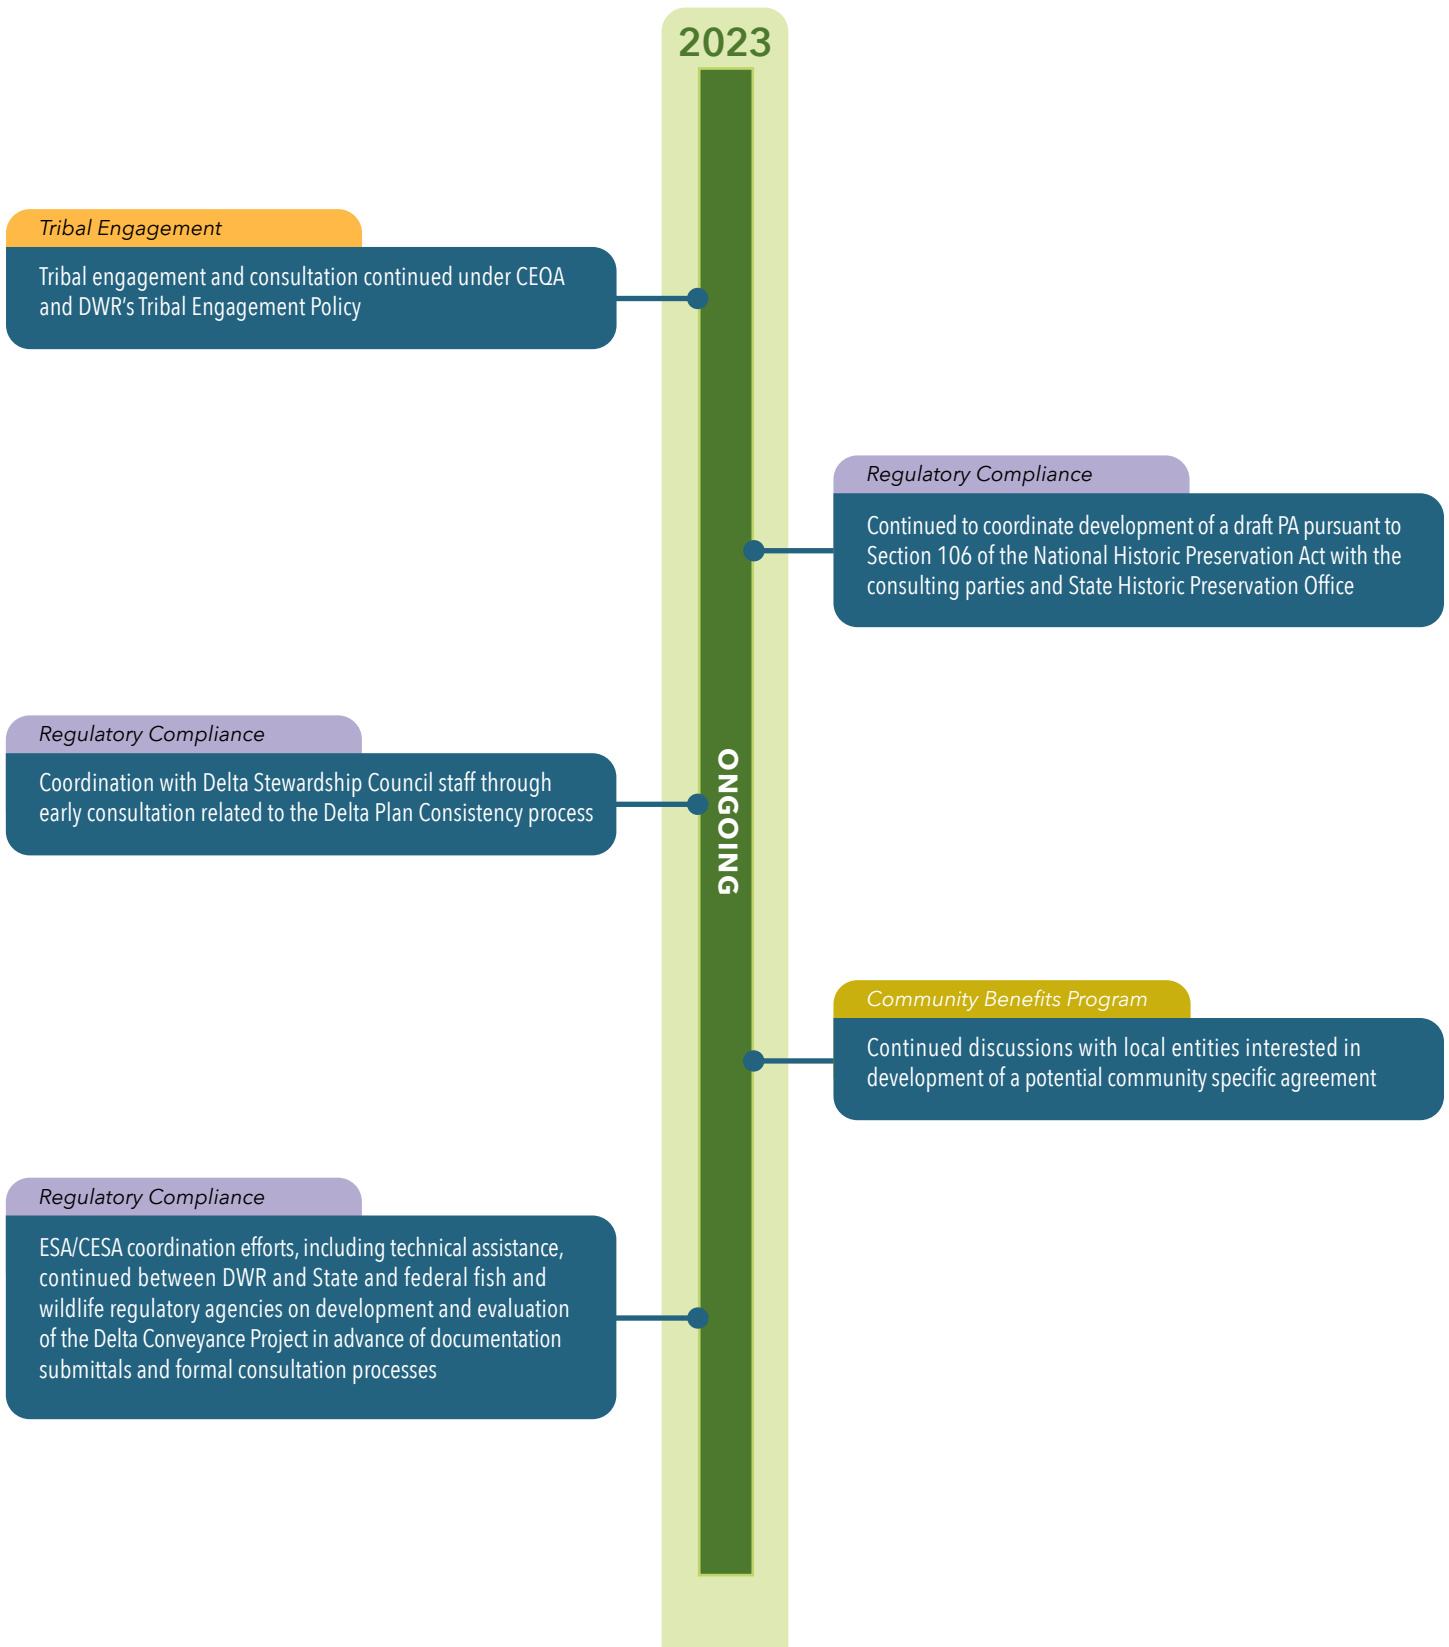 2023
Tribal Engagement
Tribal engagement and consultation continued under CEQA
and DWR’s Tribal Engagement Policy
Regulatory Compliance
Continued to coordinate development of a draft PA pursuant to
Section 106 of the National Historic Preservation Act with the
consulting parties and State Historic Preservation Office
Regulatory Compliance
Coordination with Delta Stewardship Council staff through
early consultation related to the Delta Plan Consistency process
ONGOING
Community Benefits Program
Continued discussions with local entities interested in
development of a potential community specific agreement
Regulatory Compliance
ESA/CESA coordination efforts, including technical assistance,
continued between DWR and State and federal fish and
wildlife regulatory agencies on development and evaluation
of the Delta Conveyance Project in advance of documentation
submittals and formal consultation processes